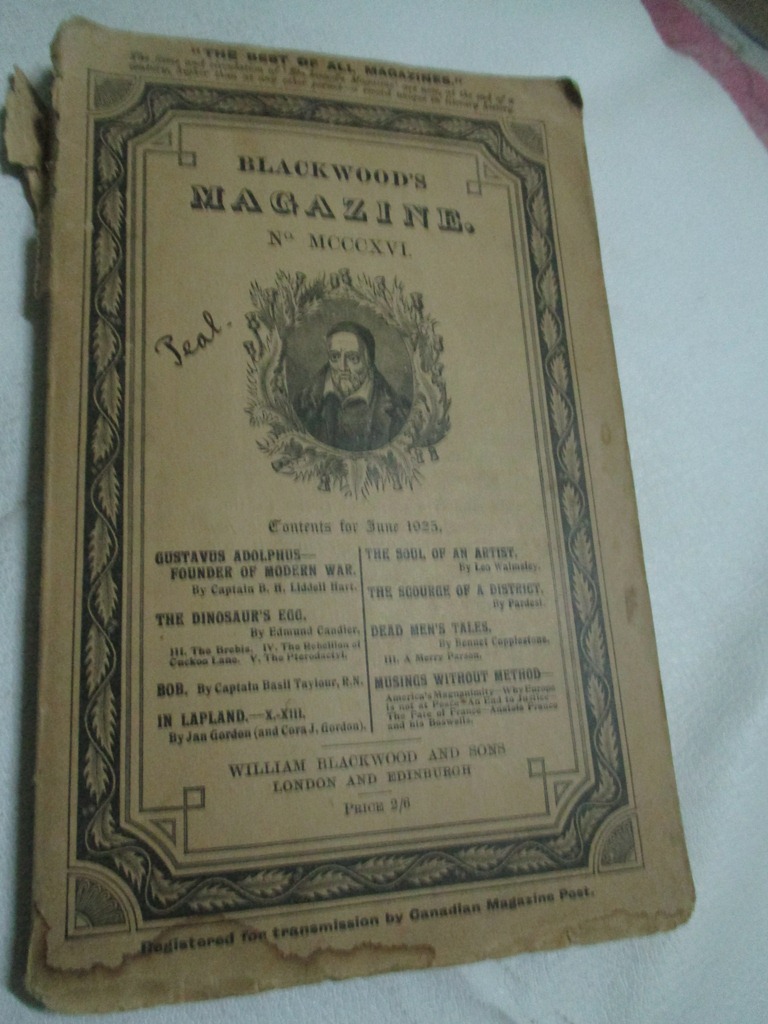 "THE BEST OF ALL MAGAZINES."
BLACKWOOD'S
MAGAZINE.
No MCCCXVI.
Teal.
Contents for June 1925.
GUSTAVUS ADOLPHUS—
FOUNDER OF MODERN WAR.
By Captain B. H. Liddell Hart.
THE DINOSAUR'S EGG.
By Edmund Candler.
III. The Brebis. IV. The Rebellion of
Cuckoo Lane. V. The Pterodactyl.
BOB. By Captain Basil Taylour, R.N.
IN LAPLAND.—X.-XIII.
By Jan Gordon (and Cora J. Gordon).
THE SOUL OF AN ARTIST.
By Leo Walmsley.
THE SCOURGE OF A DISTRICT.
By Pardesi.
DEAD MEN'S TALES.
By Bennet Copplestone.
III. A Merry Parson.
MUSINGS WITHOUT METHOD—
America's Magnanimity—Why Europe
is not at Peace—An End to Justice—
The Fate of France—Anatole France
and his Boswells.
WILLIAM BLACKWOOD AND SONS
LONDON AND EDINBURGH
PRICE 2/6
Registered for transmission by Canadian Magazine Post.